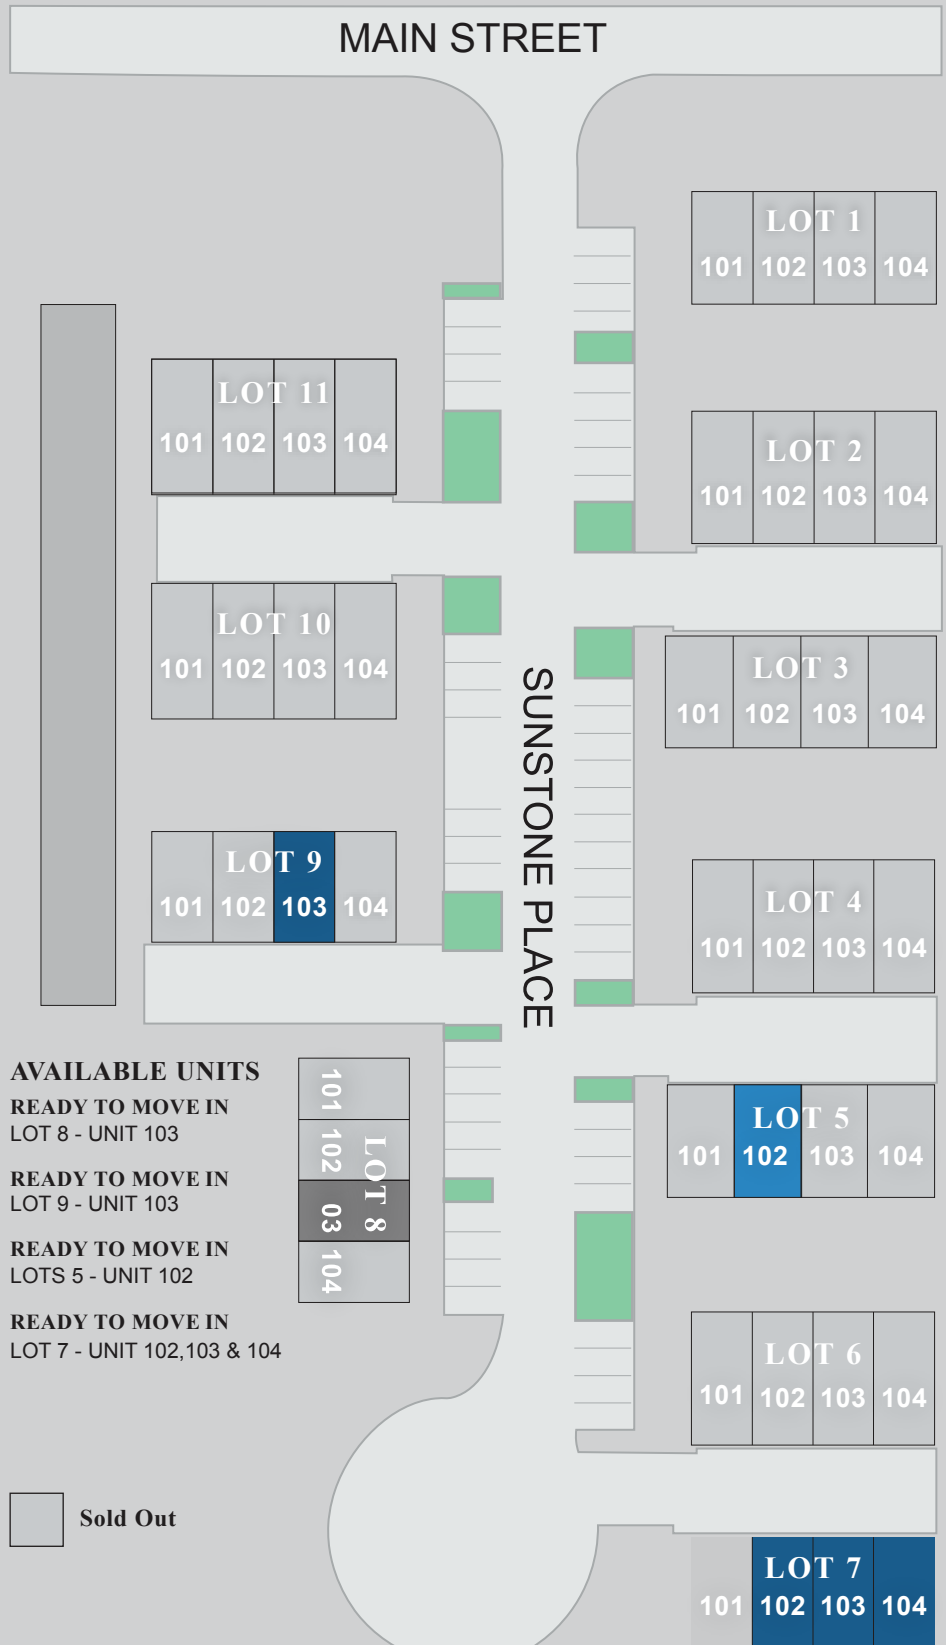 MAIN STREET
LOT 1
101 102 103 104
LOT 11
101 102 103 104
LOT 2
101 102 103 104
LOT 10
101 102 103 104
LOT 3
101 102 103 104
SUNSTONE PLACE
LOT 9
101 102 103 104
LOT 4
101 102 103 104
AVAILABLE UNITS
READY TO MOVE IN
LOT 8 - UNIT 103
READY TO MOVE IN
LOT 9 - UNIT 103
READY TO MOVE IN
LOTS 5 - UNIT 102
READY TO MOVE IN
LOT 7 - UNIT 102,103 & 104
LOT 8
101 102 03 104
LOT 5
101 102 103 104
LOT 6
101 102 103 104
Sold Out
LOT 7
101 102 103 104